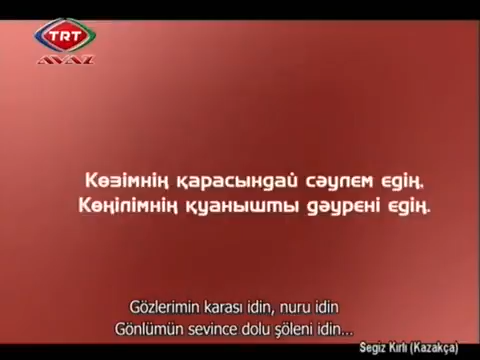 TRT
AVAZ
Көзімнің қарасындай сәулем едің,
Көңілімнің қуанышты дәурені едің.
Gözlerimin karası idin, nuru idin
Gönlümün sevince dolu şöleni idin...
Segiz Kırlı (Kazakça)